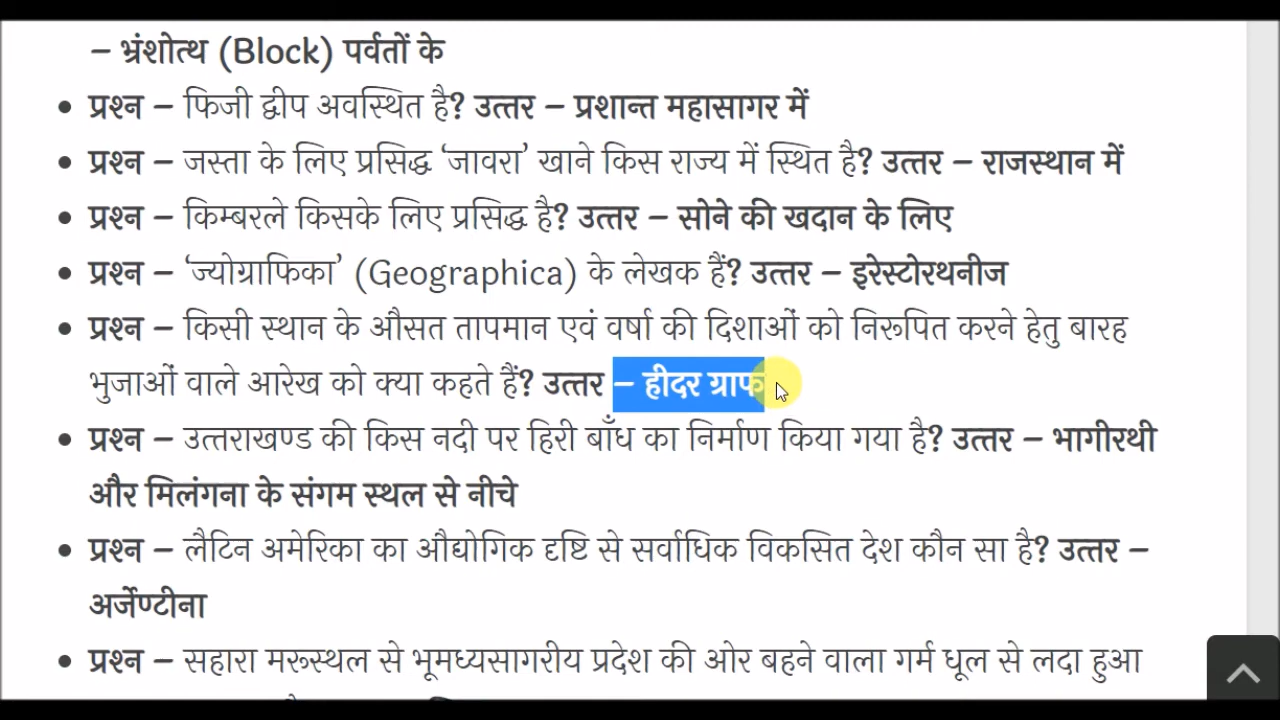 – भ्रंशोत्थ (Block) पर्वतों के
• प्रश्न – फिजी द्वीप अवस्थित है? उत्तर – प्रशान्त महासागर में
• प्रश्न – जस्ता के लिए प्रसिद्ध ‘जावरा’ खाने किस राज्य में स्थित है? उत्तर – राजस्थान में
• प्रश्न – किम्बरले किसके लिए प्रसिद्ध है? उत्तर – सोने की खदान के लिए
• प्रश्न – ‘ज्योग्राफिका’ (Geographica) के लेखक हैं? उत्तर – इरेस्टोरथनीज
• प्रश्न – किसी स्थान के औसत तापमान एवं वर्षा की दिशाओं को निरूपित करने हेतु बारह
भुजाओं वाले आरेख को क्या कहते हैं? उत्तर – हीदर ग्राफ
• प्रश्न – उत्तराखण्ड की किस नदी पर हिरी बाँध का निर्माण किया गया है? उत्तर – भागीरथी
और मिलंगना के संगम स्थल से नीचे
• प्रश्न – लैटिन अमेरिका का औद्योगिक दृष्टि से सर्वाधिक विकसित देश कौन सा है? उत्तर –
अर्जेण्टीना
• प्रश्न – सहारा मरूस्थल से भूमध्यसागरीय प्रदेश की ओर बहने वाला गर्म धूल से लदा हुआ